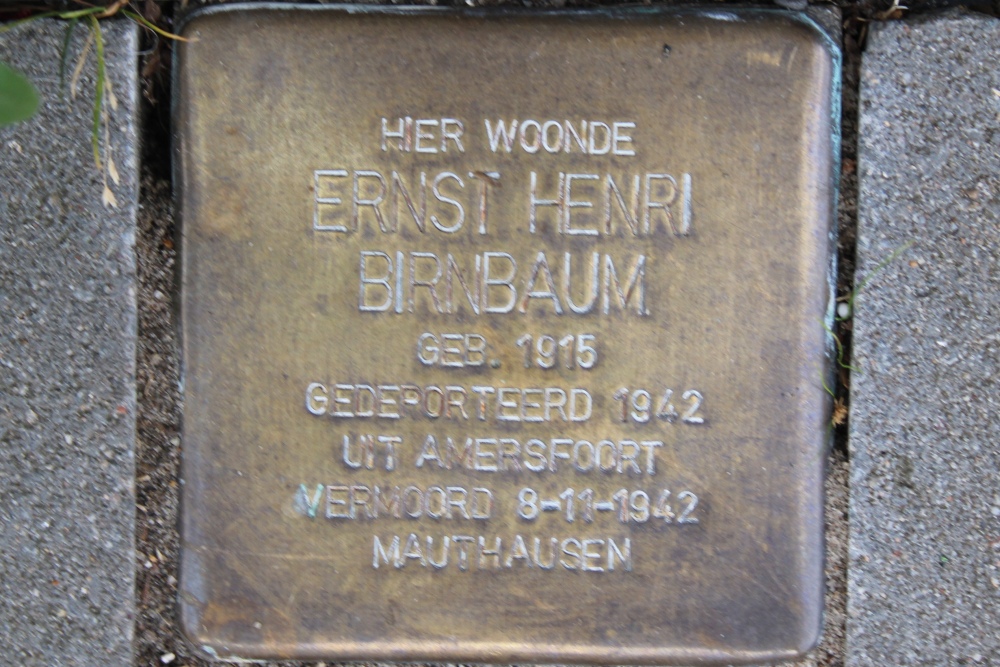 HIER WOONDE
ERNST HENRI
BIRNBAUM
GEB. 1915
GEDEPORTEERD 1942
UIT AMERSFOORT
VERMOORD 8-11-1942
MAUTHAUSEN